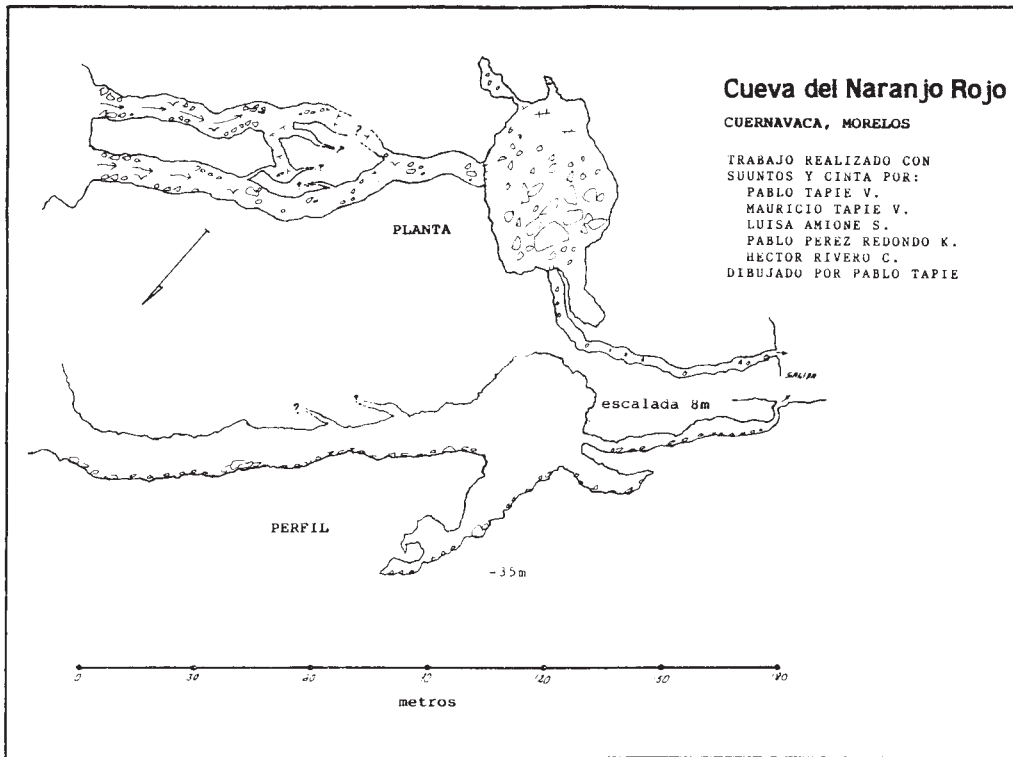 Cueva del Naranjo Rojo
CUERNAVACA, MORELOS
TRABAJO REALIZADO CON
SUUNTOS Y CINTA POR:
PABLO TAPIE V.
MAURICIO TAPIE V.
LUISA AMIONE S.
PABLO PEREZ REDONDO K.
HECTOR RIVERO C.
DIBUJADO POR PABLO TAPIE
?
?
?
PLANTA
SALIDA
escalada 8m
?
?
PERFIL
-35m
0 30 60 120 150 180
metros